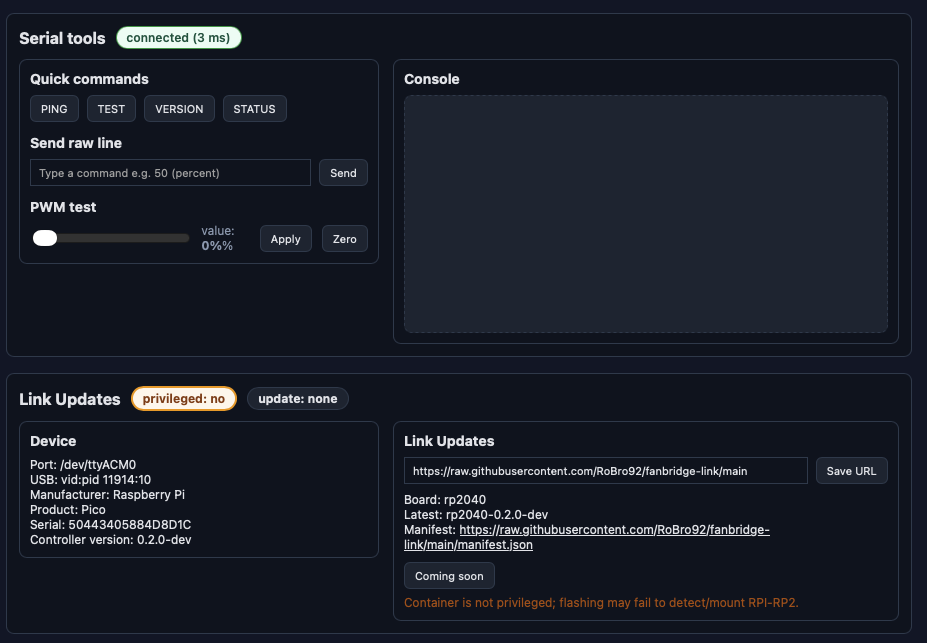 Serial tools connected (3 ms)
Quick commands
PING TEST VERSION STATUS
Send raw line
Type a command e.g. 50 (percent) Send
PWM test
value:
0%% Apply Zero
Console
Link Updates privileged: no update: none
Device
Port: /dev/ttyACM0
USB: vid:pid 11914:10
Manufacturer: Raspberry Pi
Product: Pico
Serial: 50443405884D8D1C
Controller version: 0.2.0-dev
Link Updates
https://raw.githubusercontent.com/RoBro92/fanbridge-link/main Save URL
Board: rp2040
Latest: rp2040-0.2.0-dev
Manifest: https://raw.githubusercontent.com/RoBro92/fanbridge-
link/main/manifest.json
Coming soon
Container is not privileged; flashing may fail to detect/mount RPI-RP2.